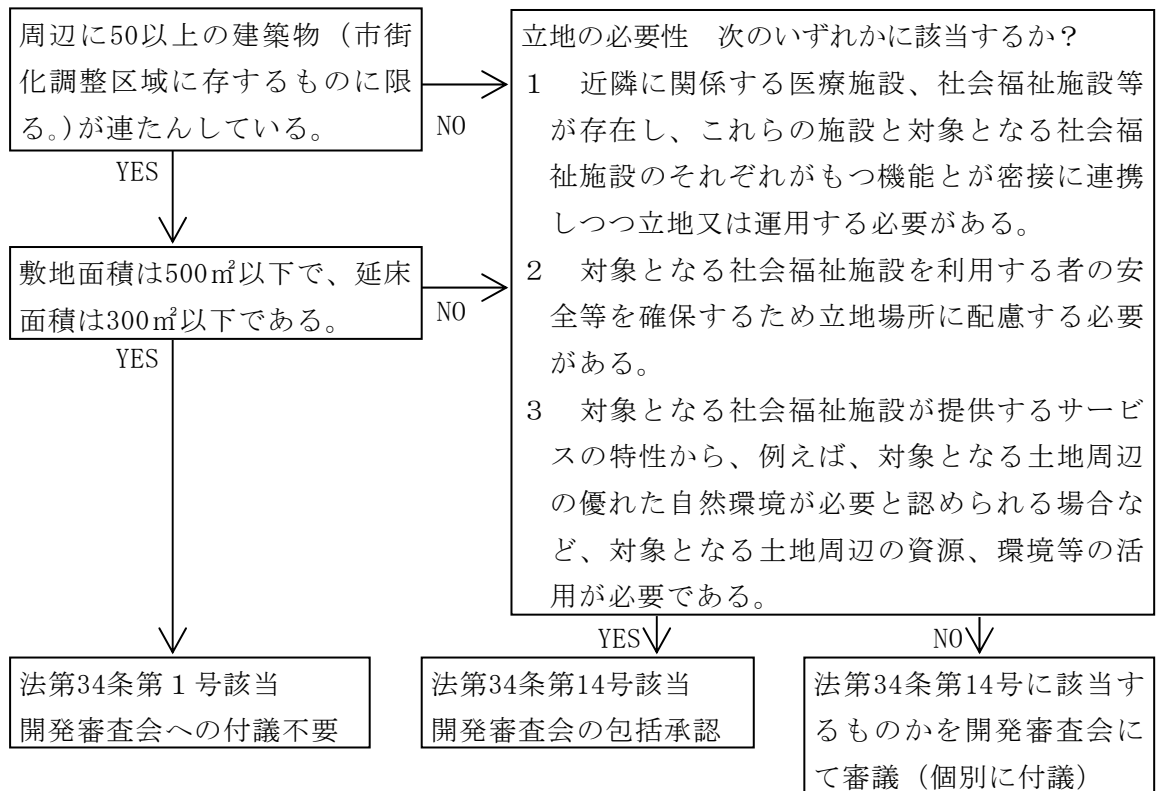 周辺に50以上の建築物（市街
化調整区域に存するものに限
る。）が連たんしている。
NO
YES
敷地面積は500㎡以下で、延床
面積は300㎡以下である。
NO
YES
立地の必要性　次のいずれかに該当するか？
１　近隣に関係する医療施設、社会福祉施設等
が存在し、これらの施設と対象となる社会福
祉施設のそれぞれがもつ機能とが密接に連携
しつつ立地又は運用する必要がある。
２　対象となる社会福祉施設を利用する者の安
全等を確保するため立地場所に配慮する必要
がある。
３　対象となる社会福祉施設が提供するサービ
スの特性から、例えば、対象となる土地周辺
の優れた自然環境が必要と認められる場合な
ど、対象となる土地周辺の資源、環境等の活
用が必要である。
YES
NO
法第34条第１号該当
開発審査会への付議不要
法第34条第14号該当
開発審査会の包括承認
法第34条第14号に該当す
るものかを開発審査会に
て審議（個別に付議）